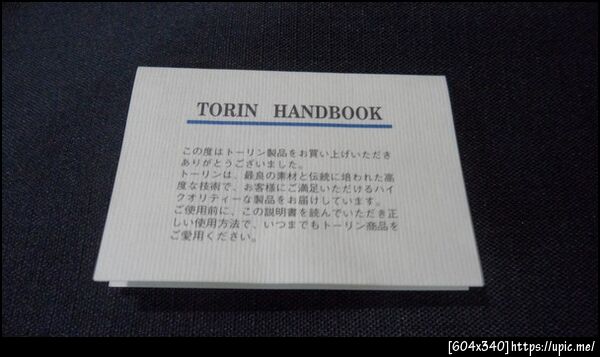 TORIN HANDBOOK
この度はトーリン製品をお買い上げいただき
ありがとうございました。
トーリンは、最良の素材と伝統に培われた高
度な技術で、お客様にご満足いただけるハイ
クオリティーな製品をお届けしています。
ご使用前に、この説明書を読んでいただき正
しい使用方法で、いつまでもトーリン商品を
ご愛用ください。
[604x340]https://upic.me/